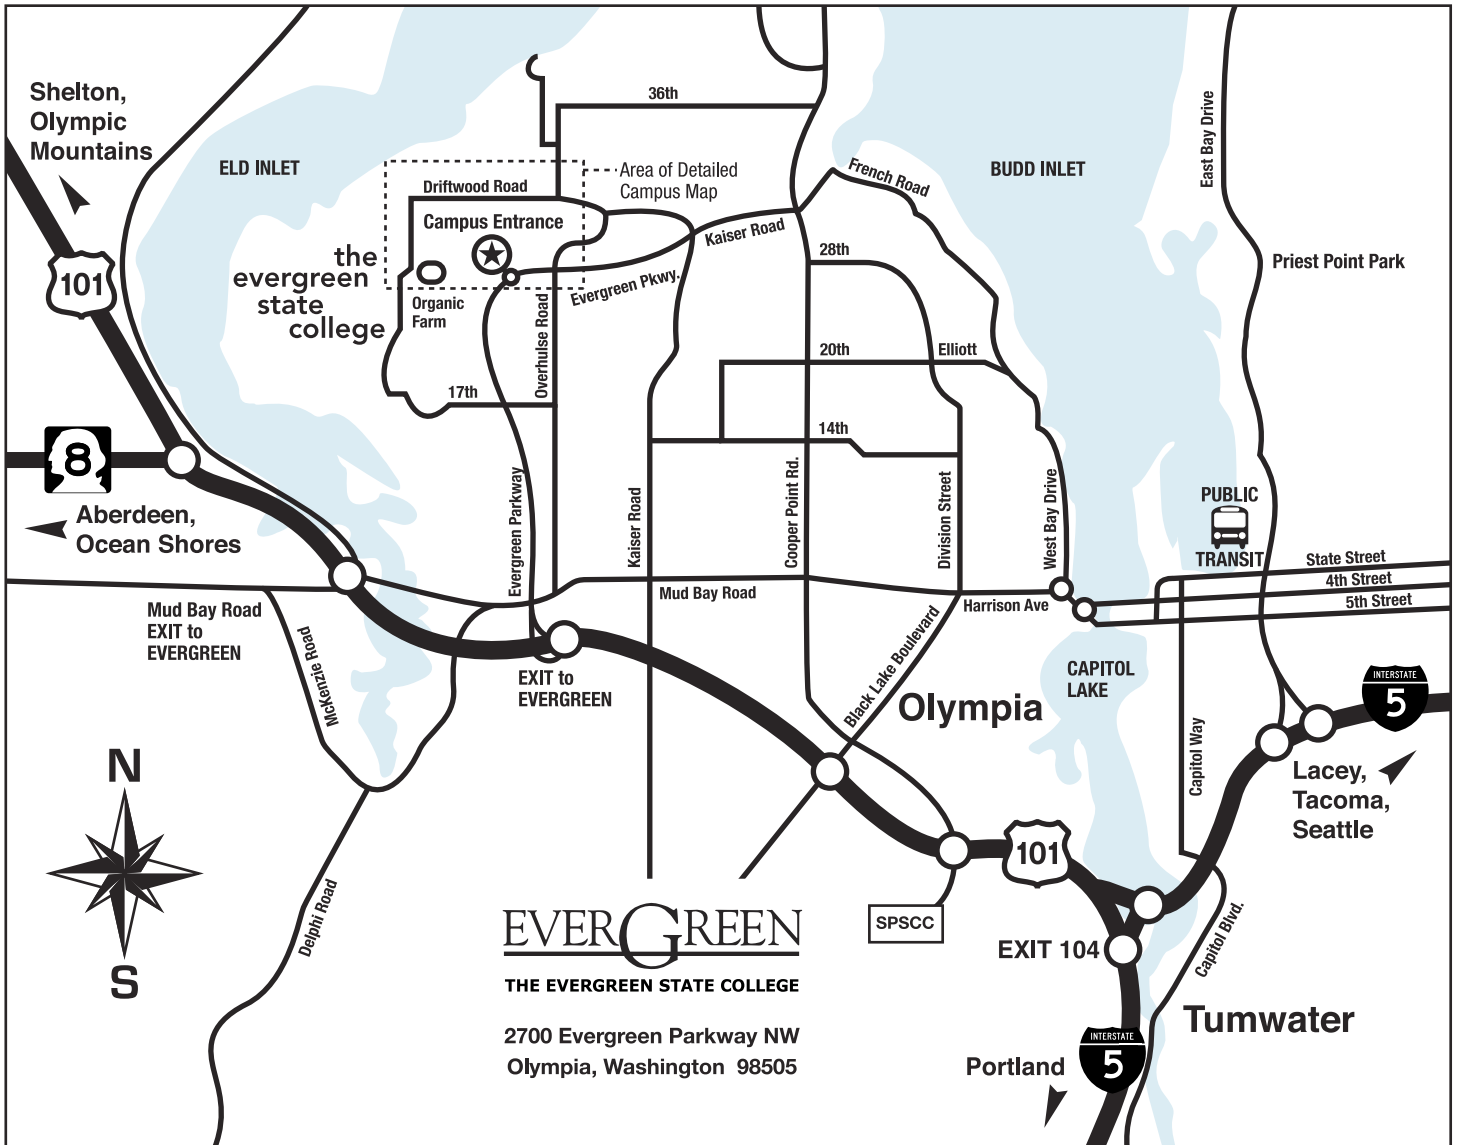 Shelton,
Olympic
Mountains
ELD INLET
36th
Area of Detailed
Campus Map
Driftwood Road
Campus Entrance
French Road
BUDD INLET
East Bay Drive
Kaiser Road
28th
Priest Point Park
the
evergreen
state
college
101
Organic
Farm
Overhulse Road
Evergreen Pkwy.
20th
Elliott
17th
14th
8
Aberdeen,
Ocean Shores
Evergreen Parkway
Kaiser Road
Cooper Point Rd.
Division Street
West Bay Drive
PUBLIC
TRANSIT
State Street
4th Street
5th Street
Mud Bay Road
EXIT to
EVERGREEN
McKenzie Road
Mud Bay Road
Harrison Ave
Black Lake Boulevard
EXIT to
EVERGREEN
CAPITOL
LAKE
Olympia
INTERSTATE
5
Capitol Way
Lacey,
Tacoma,
Seattle
N
S
Delphi Road
101
SPSCC
EXIT 104
Capitol Blvd.
EVERGREEN
THE EVERGREEN STATE COLLEGE
2700 Evergreen Parkway NW
Olympia, Washington 98505
Tumwater
INTERSTATE
5
Portland